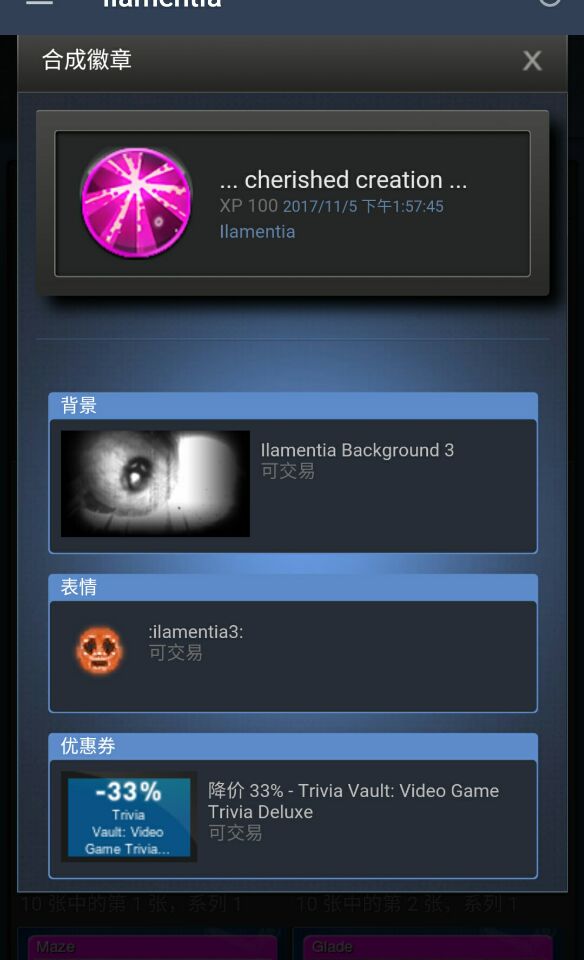 Ilamentia
合成徽章
X
... cherished creation ...
XP 100 2017/11/5 下午1:57:45
Ilamentia
背景
Ilamentia Background 3
可交易
表情
:ilamentia3:
可交易
优惠券
-33%
Trivia
Vault: Video
Game Trivia...
降价 33% - Trivia Vault: Video Game
Trivia Deluxe
可交易
10 张中的第 1 张，系列 1
10 张中的第 2 张，系列 1
Maze
Glade